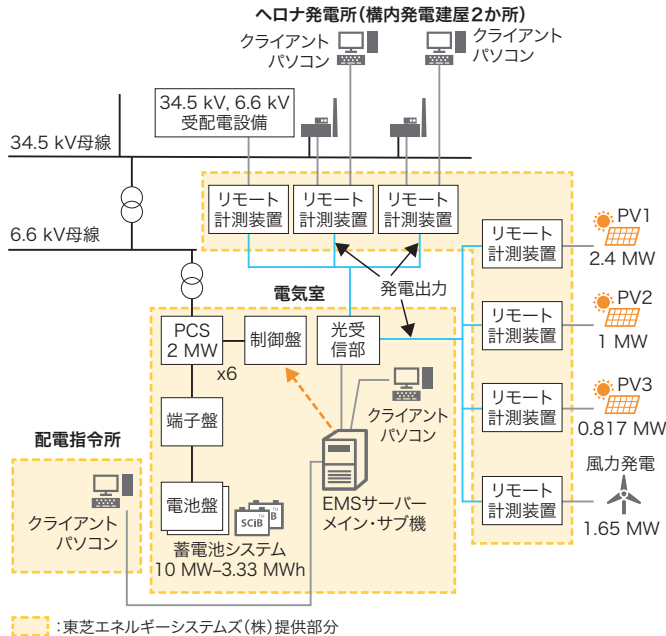 ヘロナ発電所(構内発電建屋2か所)
クライアント
パソコン
クライアント
パソコン
34.5 kV, 6.6 kV
受配電設備
34.5 kV母線
リモート
計測装置
リモート
計測装置
リモート
計測装置
6.6 kV母線
発電出力
リモート
計測装置
PV1
2.4 MW
リモート
計測装置
PV2
1 MW
リモート
計測装置
PV3
0.817 MW
リモート
計測装置
風力発電
1.65 MW
電気室
PCS
2 MW
x6
制御盤
光受
信部
クライアント
パソコン
端子盤
電池盤
SCiB
B
蓄電池システム
10 MW–3.33 MWh
EMSサーバー
メイン・サブ機
配電指令所
クライアント
パソコン
:東芝エネルギーシステムズ(株)提供部分